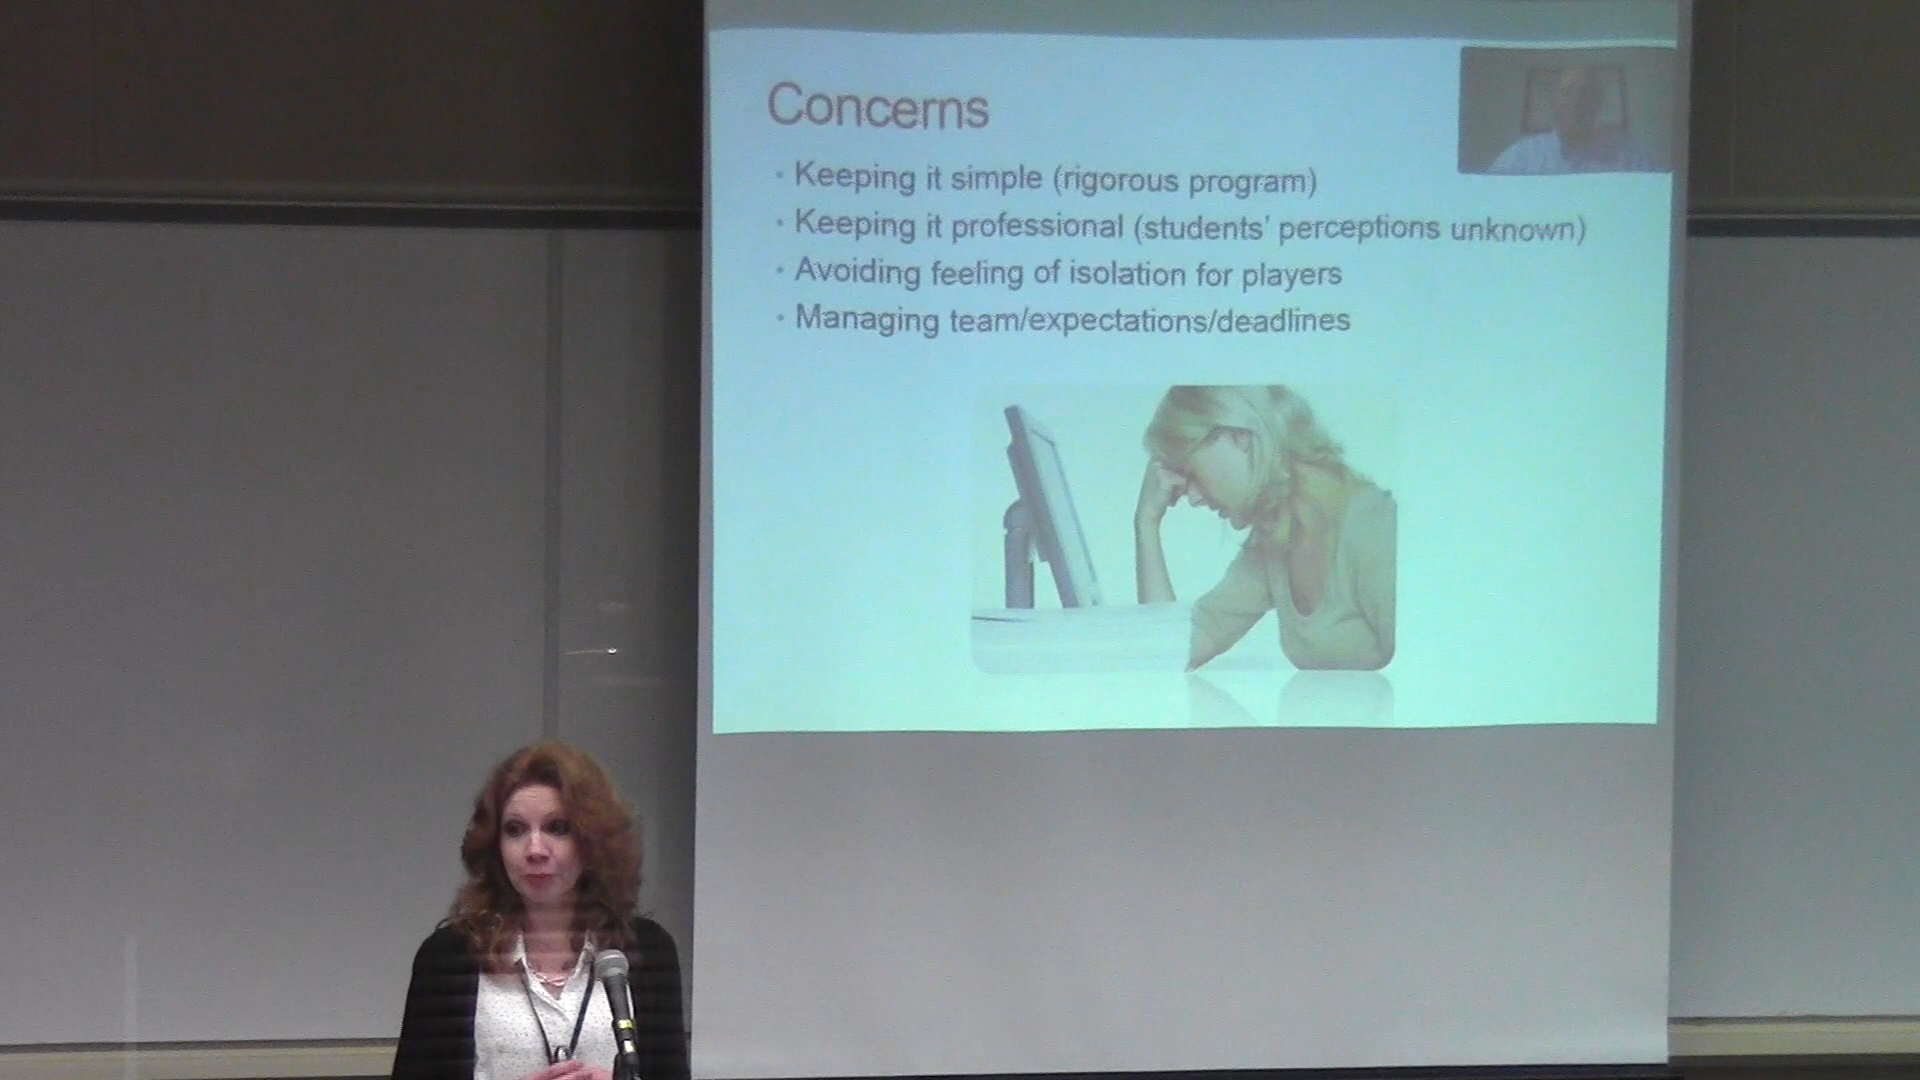 Concerns
• Keeping it simple (rigorous program)
• Keeping it professional (students' perceptions unknown)
• Avoiding feeling of isolation for players
• Managing team/expectations/deadlines